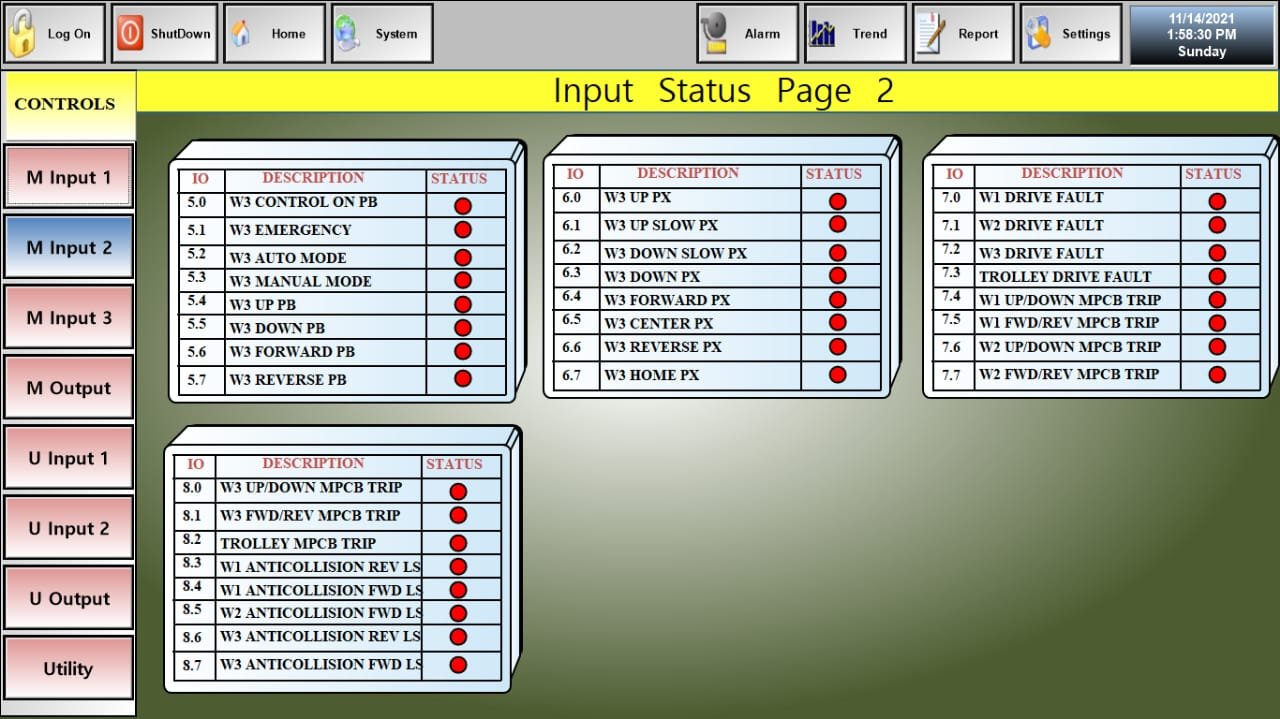 Log On
ShutDown
Home
System
Alarm
Trend
Report
Settings
11/14/2021
1:58:30 PM
Sunday
CONTROLS
Input Status Page 2
M Input 1
M Input 2
M Input 3
M Output
U Input 1
U Input 2
U Output
Utility
IO DESCRIPTION STATUS
5.0 W3 CONTROL ON PB
5.1 W3 EMERGENCY
5.2 W3 AUTO MODE
5.3 W3 MANUAL MODE
5.4 W3 UP PB
5.5 W3 DOWN PB
5.6 W3 FORWARD PB
5.7 W3 REVERSE PB
IO DESCRIPTION STATUS
6.0 W3 UP PX
6.1 W3 UP SLOW PX
6.2 W3 DOWN SLOW PX
6.3 W3 DOWN PX
6.4 W3 FORWARD PX
6.5 W3 CENTER PX
6.6 W3 REVERSE PX
6.7 W3 HOME PX
IO DESCRIPTION STATUS
7.0 W1 DRIVE FAULT
7.1 W2 DRIVE FAULT
7.2 W3 DRIVE FAULT
7.3 TROLLEY DRIVE FAULT
7.4 W1 UP/DOWN MPCB TRIP
7.5 W1 FWD/REV MPCB TRIP
7.6 W2 UP/DOWN MPCB TRIP
7.7 W2 FWD/REV MPCB TRIP
IO DESCRIPTION STATUS
8.0 W3 UP/DOWN MPCB TRIP
8.1 W3 FWD/REV MPCB TRIP
8.2 TROLLEY MPCB TRIP
8.3 W1 ANTICOLLISION REV LS
8.4 W1 ANTICOLLISION FWD LS
8.5 W2 ANTICOLLISION FWD LS
8.6 W3 ANTICOLLISION REV LS
8.7 W3 ANTICOLLISION FWD LS